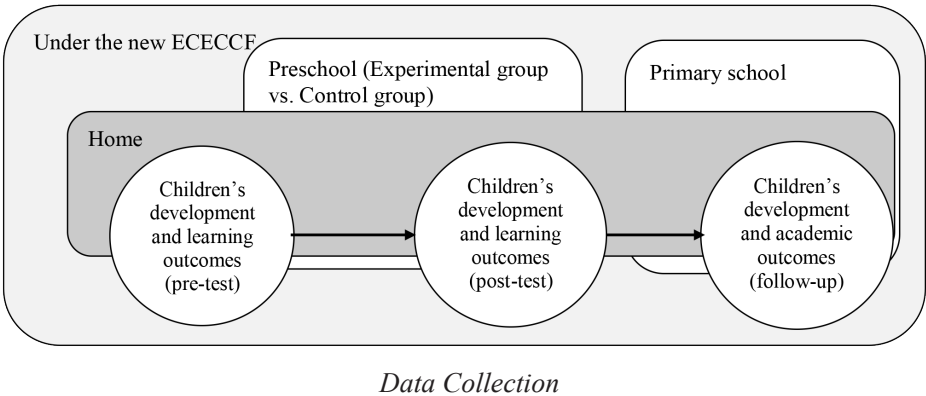 Under the new ECECCF
Preschool (Experimental group
vs. Control group)
Primary school
Home
Children’s
development
and learning
outcomes
(pre-test)
Children’s
development
and learning
outcomes
(post-test)
Children’s
development
and academic
outcomes
(follow-up)
Data Collection